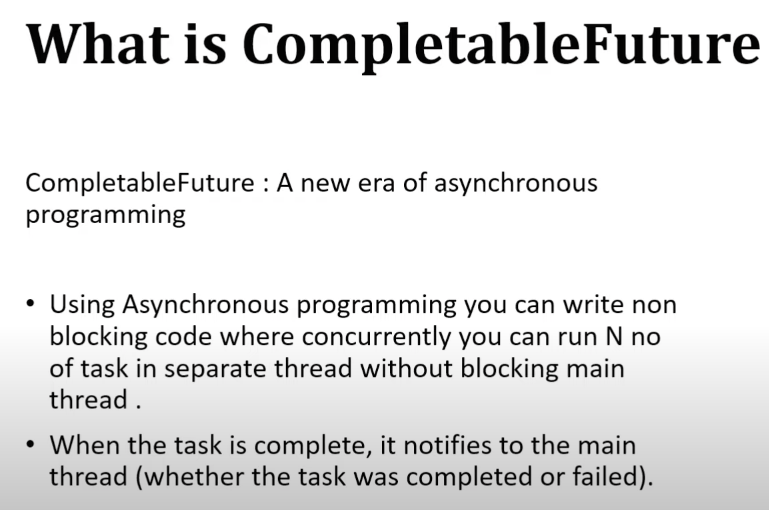 What is CompletableFuture
CompletableFuture : A new era of asynchronous
programming
• Using Asynchronous programming you can write non
blocking code where concurrently you can run N no
of task in separate thread without blocking main
thread .
• When the task is complete, it notifies to the main
thread (whether the task was completed or failed).